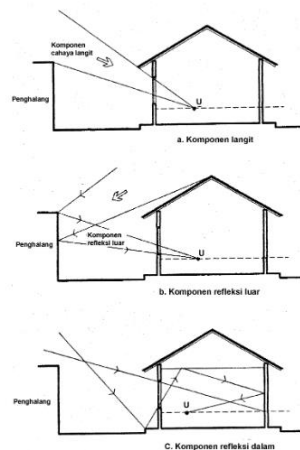 Komponen
cahaya langit
Penghalang
U
a. Komponen langit
Penghalang
Komponen
refleksi luar
U
b. Komponen refleksi luar
Penghalang
U
C. Komponen refleksi dalam